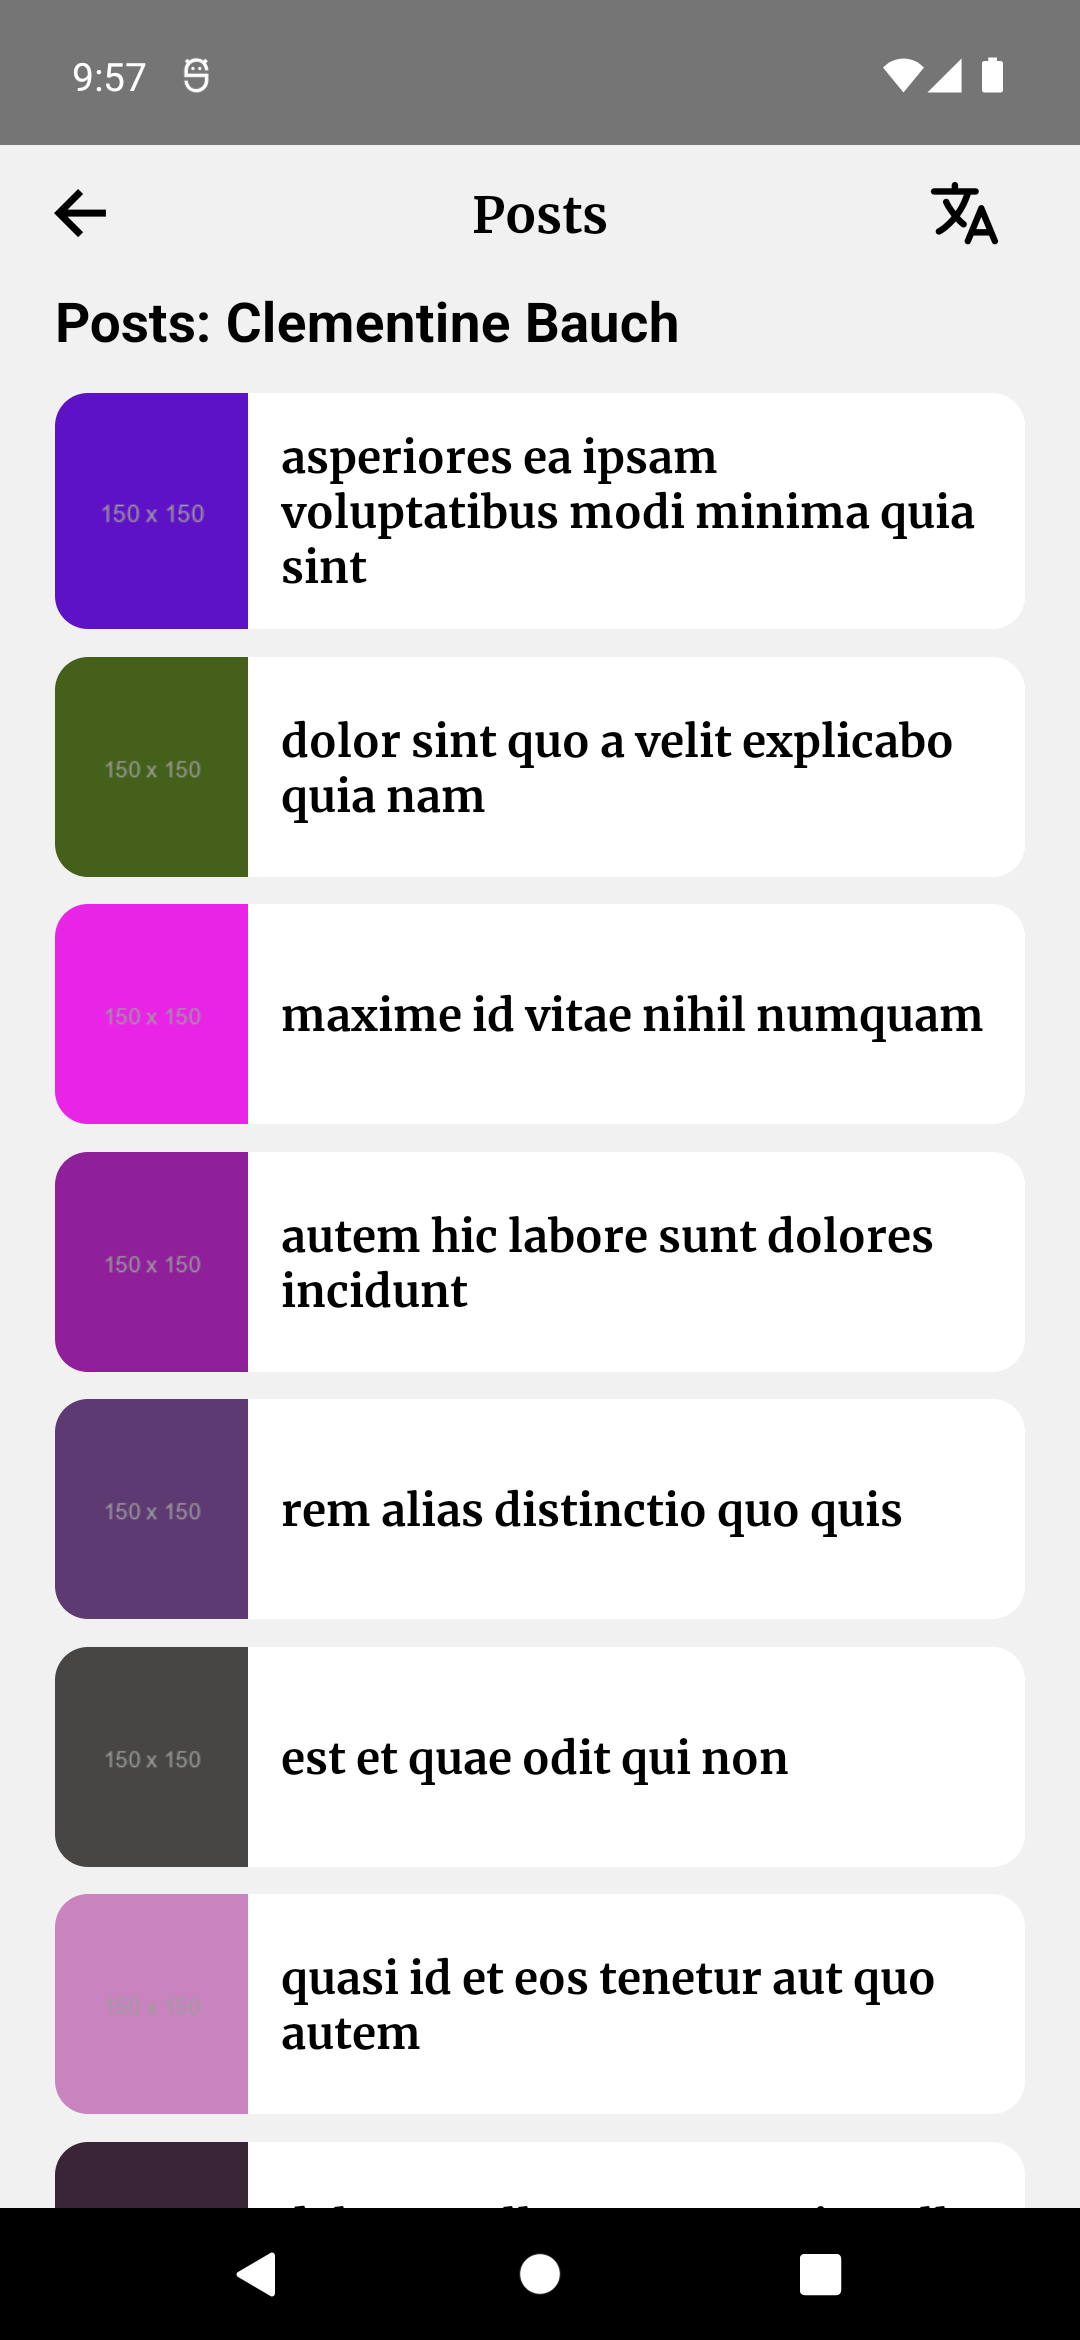 9:57
Posts
Posts: Clementine Bauch
150 x 150
asperiores ea ipsam
voluptatibus modi minima quia
sint
150 x 150
dolor sint quo a velit explicabo
quia nam
150 x 150
maxime id vitae nihil numquam
150 x 150
autem hic labore sunt dolores
incidunt
150 x 150
rem alias distinctio quo quis
150 x 150
est et quae odit qui non
150 x 150
quasi id et eos tenetur aut quo
autem